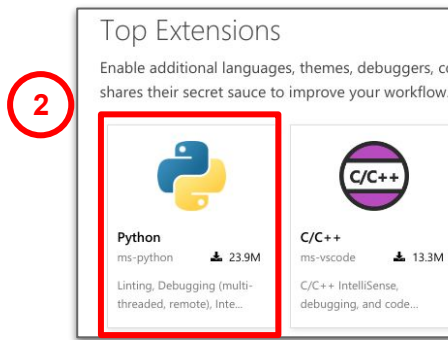 Top Extensions
Enable additional languages, themes, debuggers, c
shares their secret sauce to improve your workflow.
2
C/C++
Python
ms-python 23.9M
Linting, Debugging (multi-
threaded, remote), Inte...
C/C++
ms-vscode 13.3M
C/C++ IntelliSense,
debugging, and code...